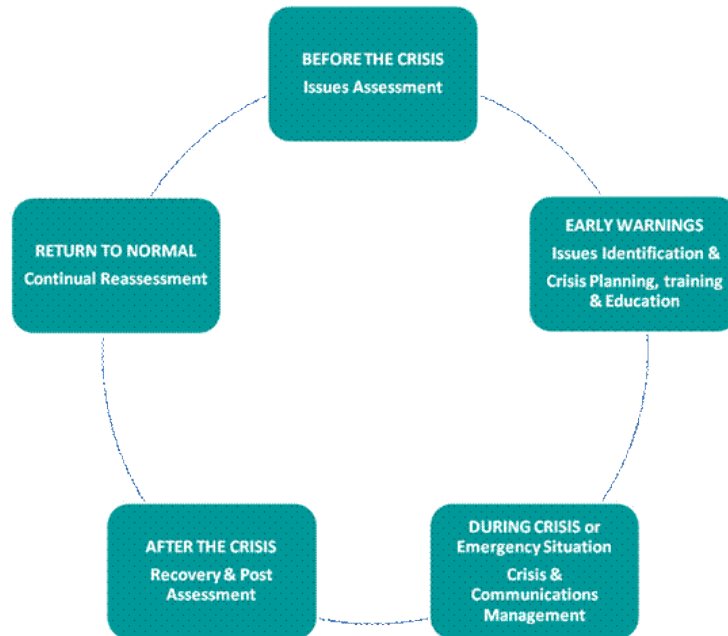 BEFORE THE CRISIS
Issues Assessment
EARLY WARNINGS
Issues Identification &
Crisis Planning, training
& Education
DURING CRISIS or
Emergency Situation
Crisis &
Communications
Management
AFTER THE CRISIS
Recovery & Post
Assessment
RETURN TO NORMAL
Continual Reassessment